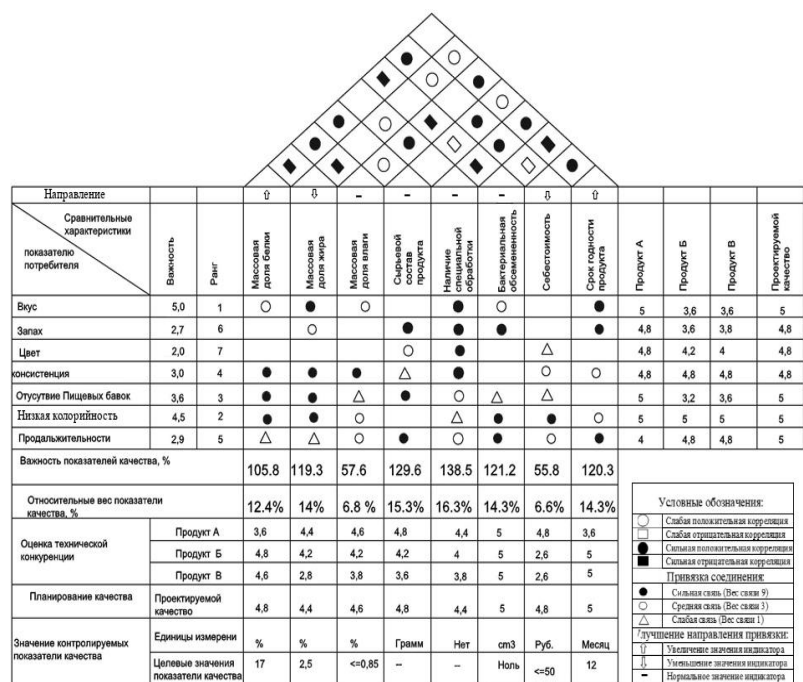 Направление
Сравнительные
характеристики
показателю
потребителя
Важность
Ранг
Массовая
доля белки
Массовая
доля жира
Массовая
доля влаги
Сырьевой
состав
продукта
Наличие
специальной
обработки
Бактериальная
обсемененность
Себестоимость
Срок годности
продукта
Продукт А
Продукт Б
Продукт В
Проектируемой
качество
Вкус 5,0 1 5 3,6 3,6 5
Запах 2,7 6 4,8 3,6 3,8 4,8
Цвет 2,0 7 4,8 4,2 4 4,8
консистенция 3,0 4 4,8 4,8 4,8 4,8
Отусутвие Пищевых бавок 3,6 3 5 3,2 3,6 5
Низкая колорийность 4,5 2 5 5 5 5
Продальжительности 2,9 5 4 4,8 4,8 5
Важность показателей качества, % 105.8 119.3 57.6 129.6 138.5 121.2 55.8 120.3
Относительные вес показатели
качества, %
12.4% 14% 6.8 % 15.3% 16.3% 14.3% 6.6% 14.3%
Оценка технической
конкуренции
Продукт А 3,6 4,4 4,6 4,8 4,4 5 4,8 3,6
Продукт Б 4,8 4,2 4,2 4,2 4 5 2,6 5
Продукт В 4,6 2,8 3,8 3,6 3,8 5 2,6 5
Планирование качества
Проектируемой
качество
4,8 4,4 4,6 4,8 4,4 5 4,8 5
Значение контролируемых
показатели качества
Единицы измерени % % % Грамм Нет cm3 Руб. Месяц
Целевые значения
показатели качества
17 2,5 <=0,85 -- -- Ноль <=50 12
Условные обозначения:
Слабая положительная корреляция
Слабая отрицательная корреляция
Сильная положительная корреляция
Сильная отрицательная корреляция
Привязка соединения:
Сильная связь (Вес связи 9)
Средняя связь (Вес связи 3)
Слабая связь (Вес связи 1)
лучшение направления привязки:
Увеличение значения индикатора
Уменьшение значения индикатора
Нормальное значение индикатора